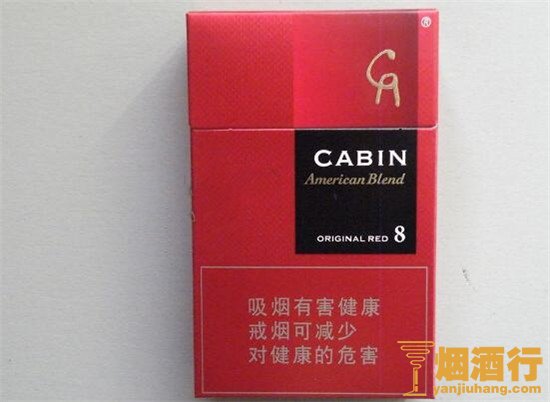 ®
CA
CABIN
American Blend
ORIGINAL RED 8
吸烟有害健康
戒烟可减少
对健康的危害
烟酒行
yanjiuhang.com